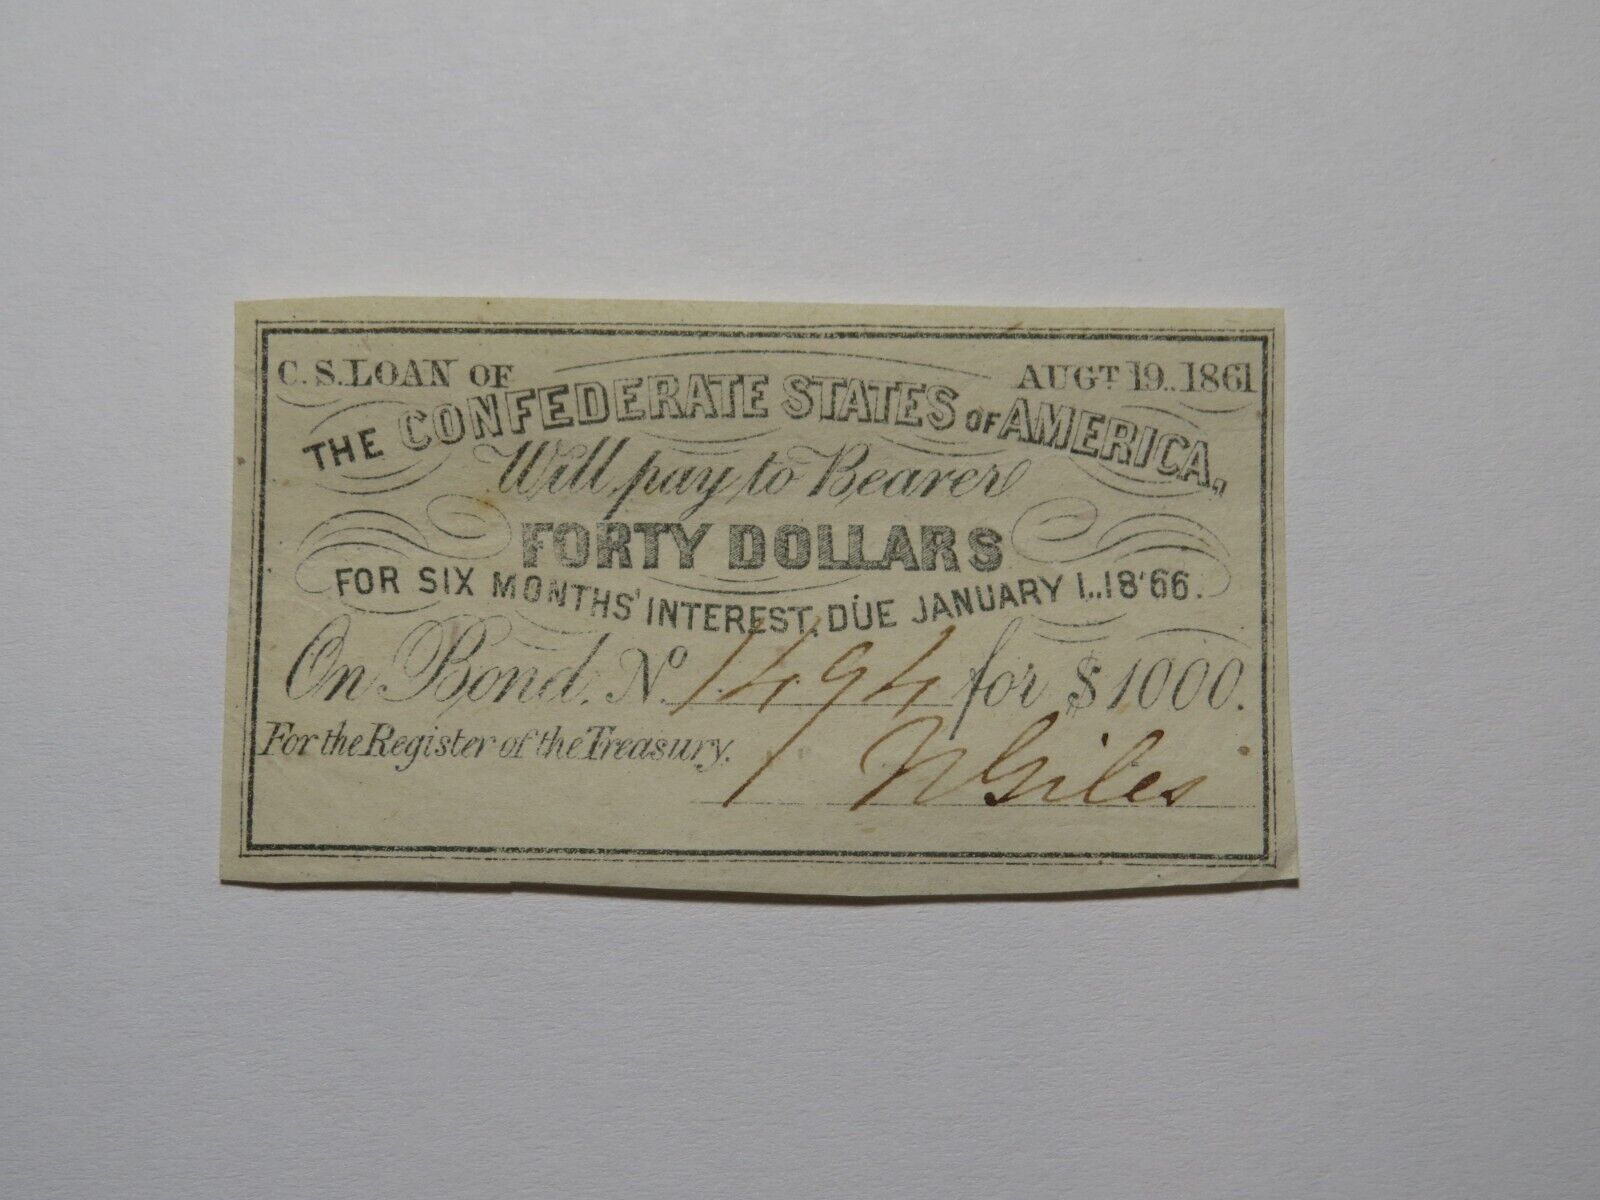 C. S. LOAN OF AUGT 19.. 1861
THE CONFEDERATE STATES OF AMERICA,
Will pay to Bearer
FORTY DOLLARS
FOR SIX MONTHS' INTEREST, DUE JANUARY 1.. 18'66.
On Bond, No. 1494 for $1000.
For the Register of the Treasury.
N Giles